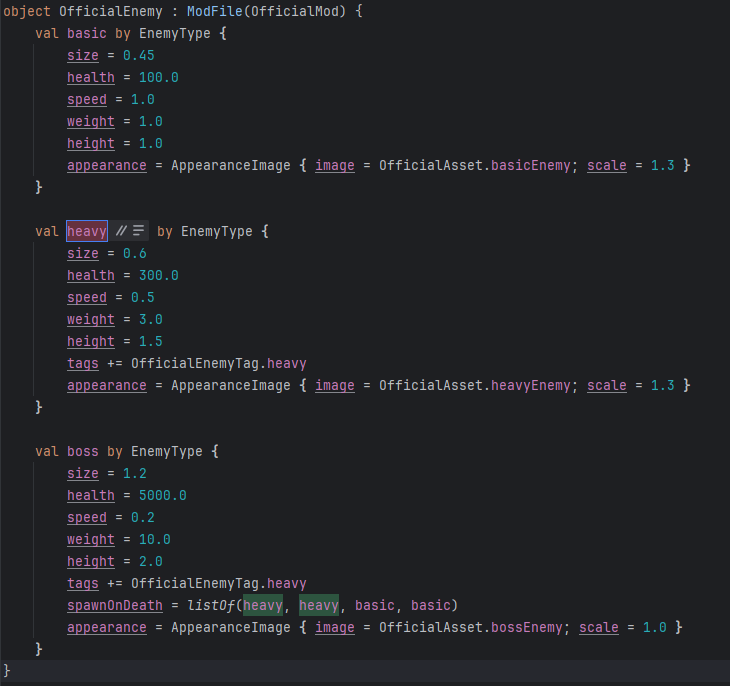 object OfficialEnemy : ModFile(OfficialMod) {
    val basic by EnemyType {
        size = 0.45
        health = 100.0
        speed = 1.0
        weight = 1.0
        height = 1.0
        appearance = AppearanceImage { image = OfficialAsset.basicEnemy; scale = 1.3 }
    }

    val heavy by EnemyType {
        size = 0.6
        health = 300.0
        speed = 0.5
        weight = 3.0
        height = 1.5
        tags += OfficialEnemyTag.heavy
        appearance = AppearanceImage { image = OfficialAsset.heavyEnemy; scale = 1.3 }
    }

    val boss by EnemyType {
        size = 1.2
        health = 5000.0
        speed = 0.2
        weight = 10.0
        height = 2.0
        tags += OfficialEnemyTag.heavy
        spawnOnDeath = listOf(heavy, heavy, basic, basic)
        appearance = AppearanceImage { image = OfficialAsset.bossEnemy; scale = 1.0 }
    }
}